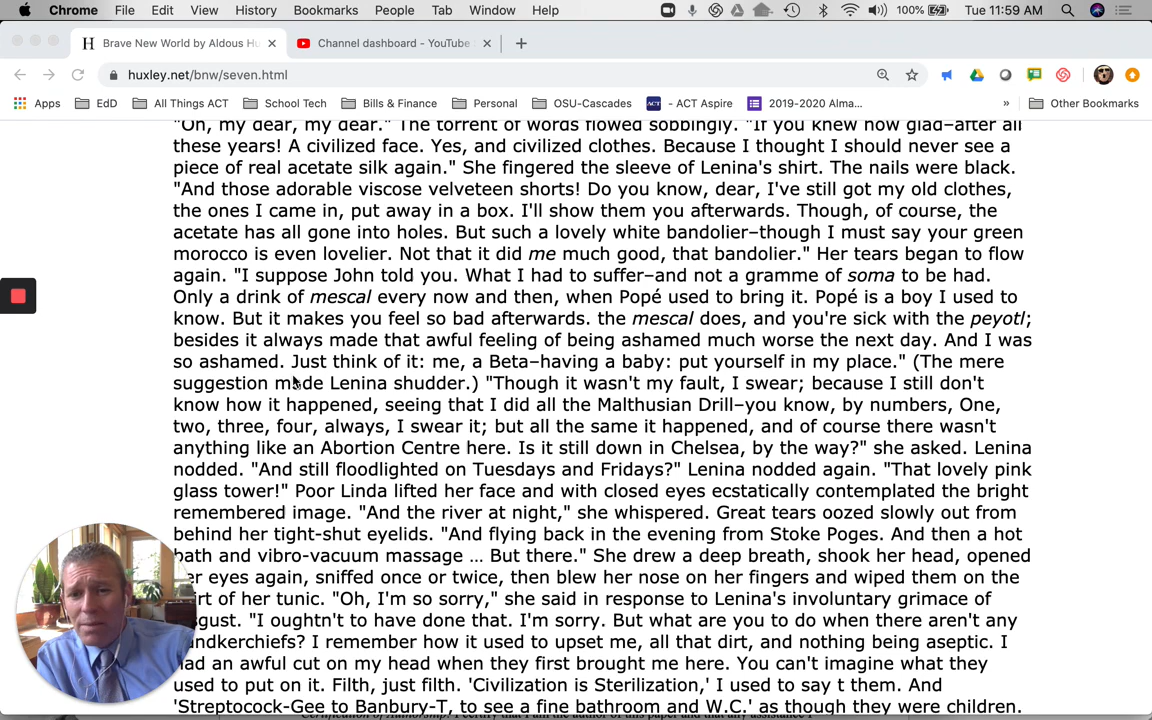 Chrome File Edit View History Bookmarks People Tab Window Help 100% Tue 11:59 AM
H Brave New World by Aldous Hu × Channel dashboard - YouTube × +
huxley.net/bnw/seven.html
Apps EdD All Things ACT School Tech Bills & Finance Personal OSU-Cascades ACT - ACT Aspire 2019-2020 Alma... » Other Bookmarks
"Oh, my dear, my dear." The torrent of words flowed sobbingly. "If you knew how glad–after all
these years! A civilized face. Yes, and civilized clothes. Because I thought I should never see a
piece of real acetate silk again." She fingered the sleeve of Lenina's shirt. The nails were black.
"And those adorable viscose velveteen shorts! Do you know, dear, I've still got my old clothes,
the ones I came in, put away in a box. I'll show them you afterwards. Though, of course, the
acetate has all gone into holes. But such a lovely white bandolier–though I must say your green
morocco is even lovelier. Not that it did me much good, that bandolier." Her tears began to flow
again. "I suppose John told you. What I had to suffer–and not a gramme of soma to be had.
Only a drink of mescal every now and then, when Popé used to bring it. Popé is a boy I used to
know. But it makes you feel so bad afterwards. the mescal does, and you're sick with the peyotl;
besides it always made that awful feeling of being ashamed much worse the next day. And I was
so ashamed. Just think of it: me, a Beta–having a baby: put yourself in my place." (The mere
suggestion made Lenina shudder.) "Though it wasn't my fault, I swear; because I still don't
know how it happened, seeing that I did all the Malthusian Drill–you know, by numbers, One,
two, three, four, always, I swear it; but all the same it happened, and of course there wasn't
anything like an Abortion Centre here. Is it still down in Chelsea, by the way?" she asked. Lenina
nodded. "And still floodlighted on Tuesdays and Fridays?" Lenina nodded again. "That lovely pink
glass tower!" Poor Linda lifted her face and with closed eyes ecstatically contemplated the bright
remembered image. "And the river at night," she whispered. Great tears oozed slowly out from
behind her tight-shut eyelids. "And flying back in the evening from Stoke Poges. And then a hot
bath and vibro-vacuum massage ... But there." She drew a deep breath, shook her head, opened
her eyes again, sniffed once or twice, then blew her nose on her fingers and wiped them on the
skirt of her tunic. "Oh, I'm so sorry," she said in response to Lenina's involuntary grimace of
disgust. "I oughtn't to have done that. I'm sorry. But what are you to do when there aren't any
handkerchiefs? I remember how it used to upset me, all that dirt, and nothing being aseptic. I
had an awful cut on my head when they first brought me here. You can't imagine what they
used to put on it. Filth, just filth. 'Civilization is Sterilization,' I used to say t them. And
'Streptocock-Gee to Banbury-T, to see a fine bathroom and W.C.' as though they were children.